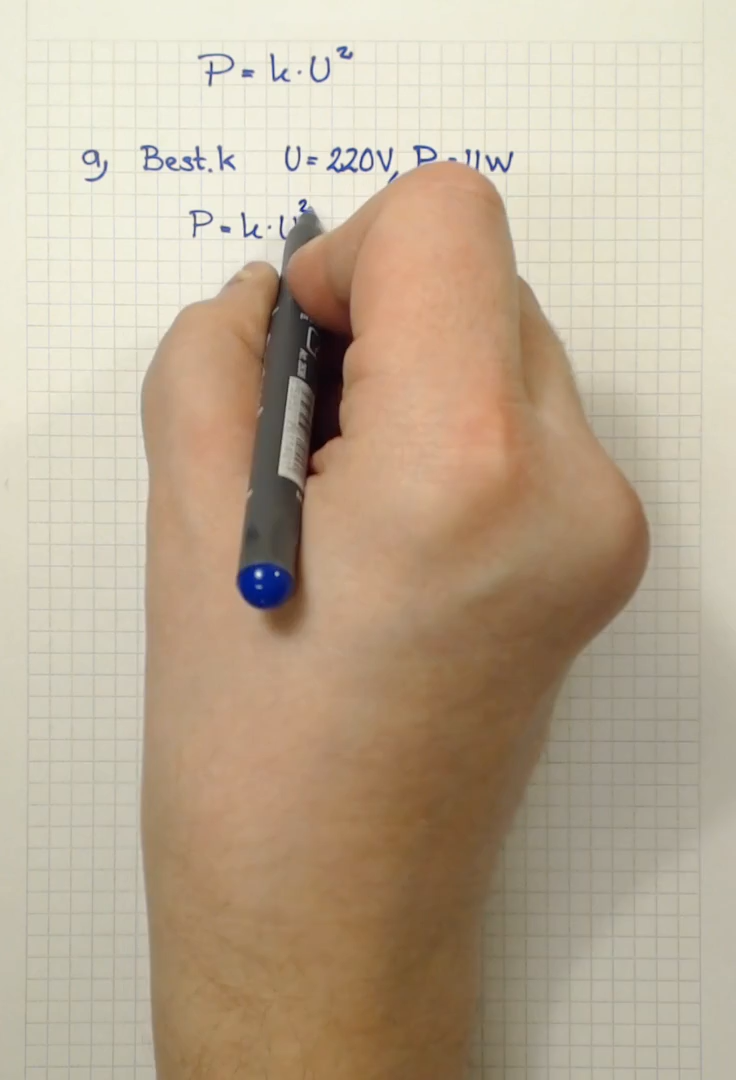 P = k · U²
a, Best. k U = 220V, P = 11W
P = k · U²